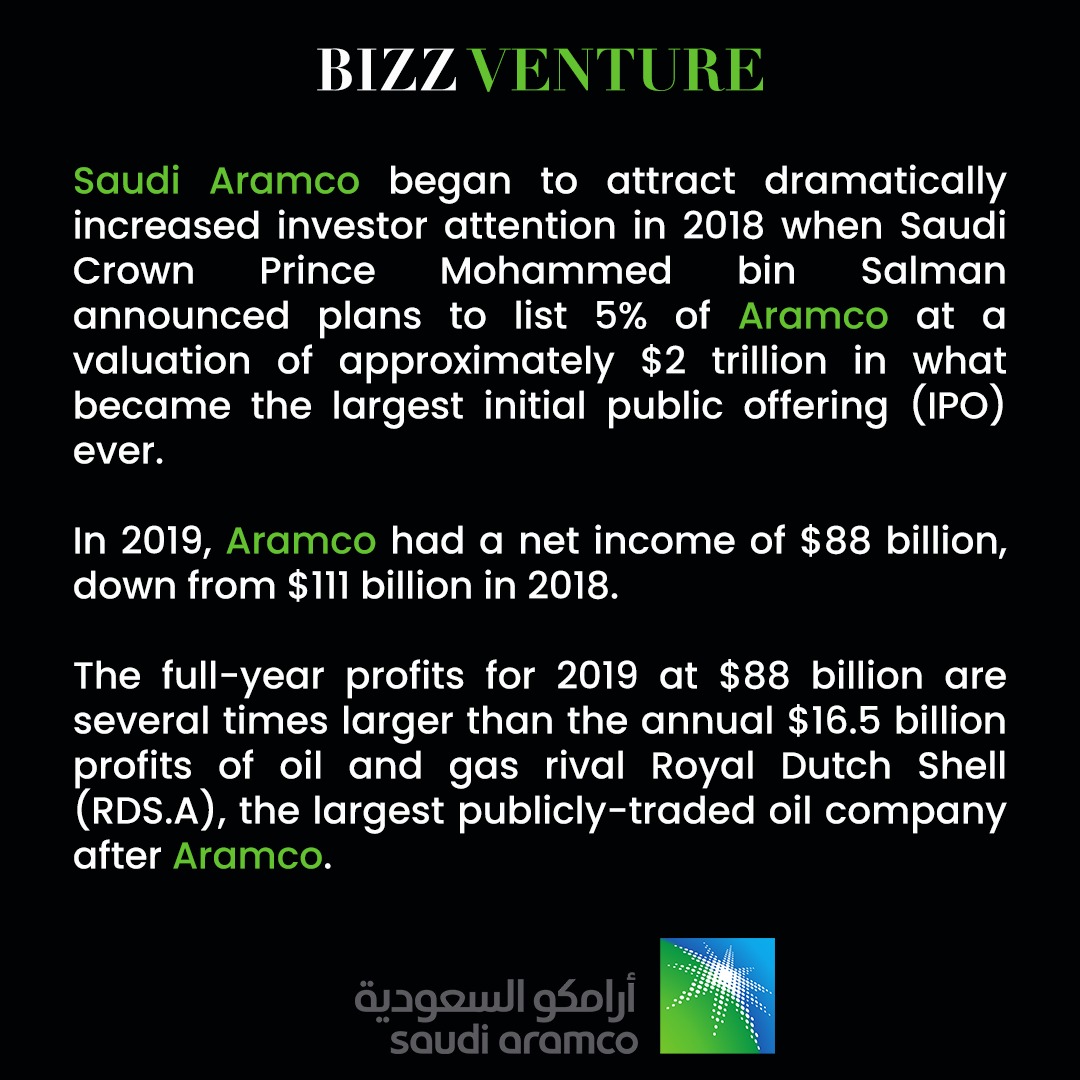 BIZZ VENTURE
Saudi Aramco began to attract dramatically
increased investor attention in 2018 when Saudi
Crown Prince Mohammed bin Salman
announced plans to list 5% of Aramco at a
valuation of approximately $2 trillion in what
became the largest initial public offering (IPO)
ever.
In 2019, Aramco had a net income of $88 billion,
down from $111 billion in 2018.
The full-year profits for 2019 at $88 billion are
several times larger than the annual $16.5 billion
profits of oil and gas rival Royal Dutch Shell
(RDS.A), the largest publicly-traded oil company
after Aramco.
أرامكو السعودية
saudi aramco